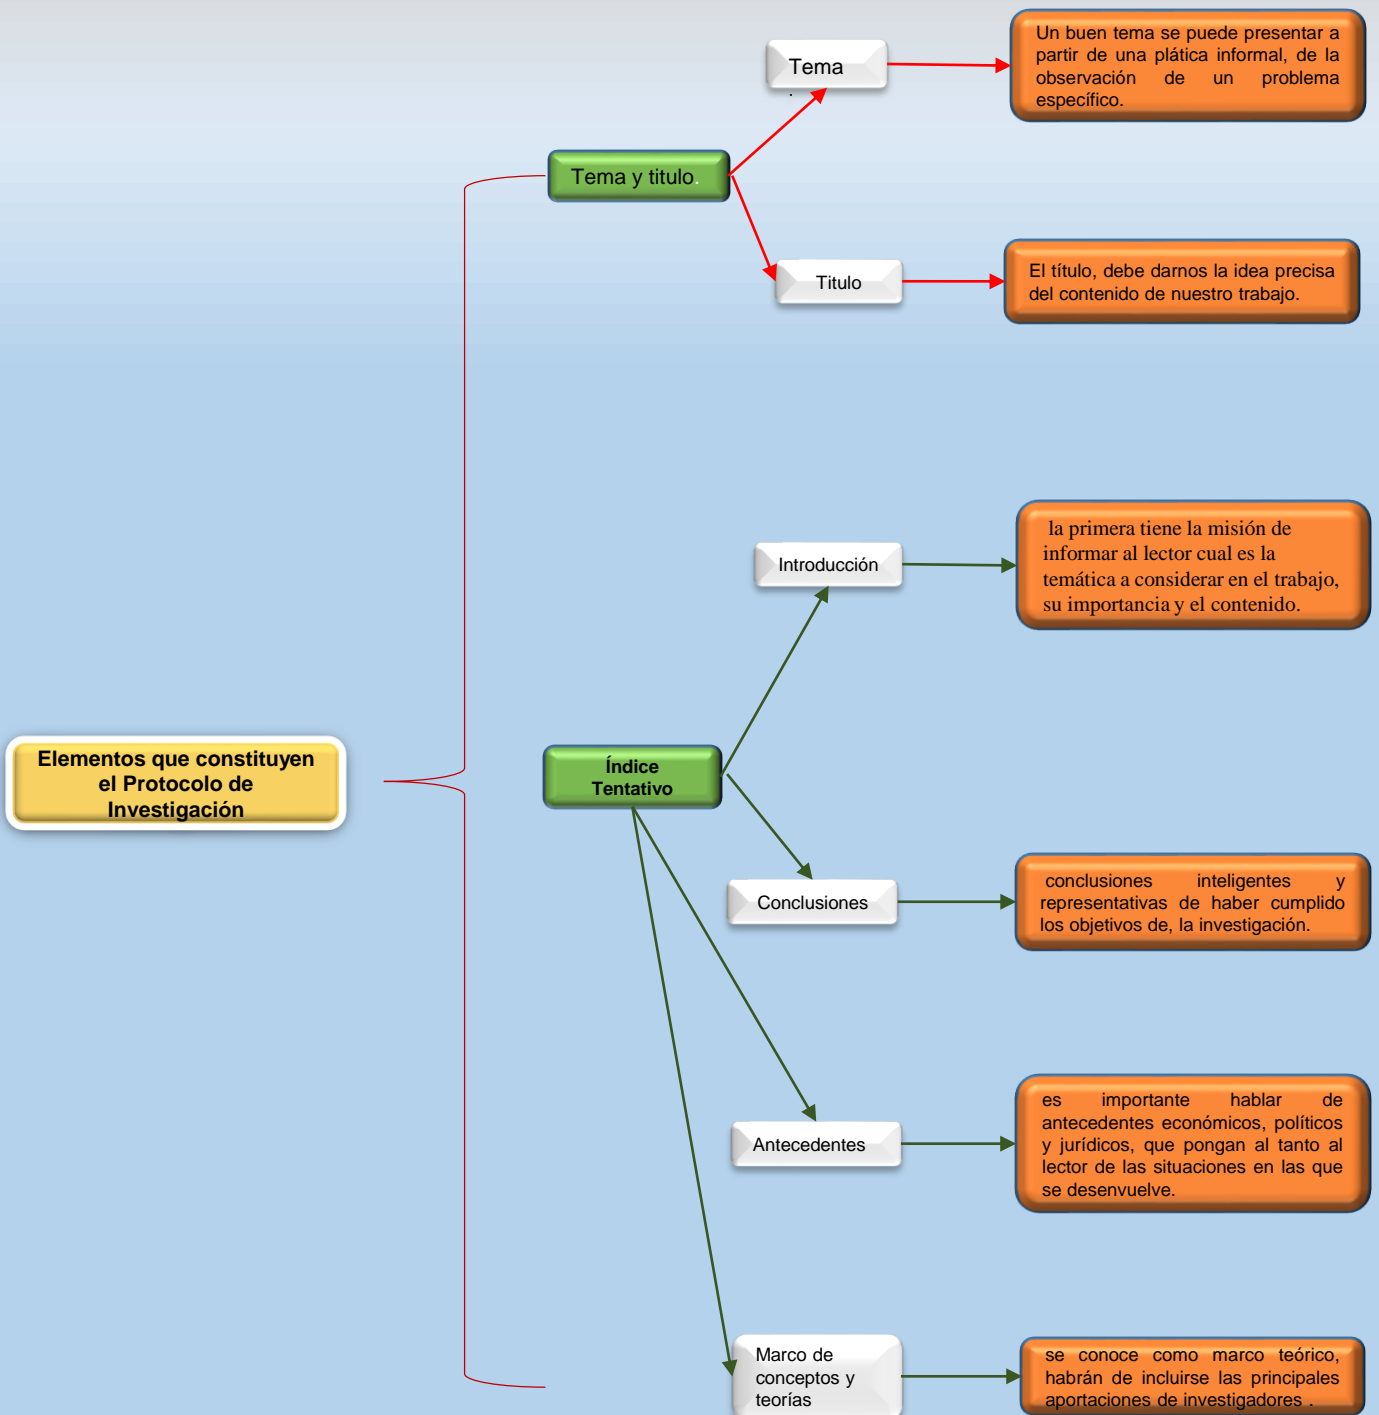 Tema
.
Un buen tema se puede presentar a
partir de una plática informal, de la
observación de un problema
específico.
Tema y titulo.
Titulo
El título, debe darnos la idea precisa
del contenido de nuestro trabajo.
Introducción
la primera tiene la misión de
informar al lector cual es la
temática a considerar en el trabajo,
su importancia y el contenido.
Elementos que constituyen
el Protocolo de
Investigación
Índice
Tentativo
Conclusiones
conclusiones inteligentes y
representativas de haber cumplido
los objetivos de, la investigación.
Antecedentes
es importante hablar de
antecedentes económicos, políticos
y jurídicos, que pongan al tanto al
lector de las situaciones en las que
se desenvuelve.
Marco de
conceptos y
teorías
se conoce como marco teórico,
habrán de incluirse las principales
aportaciones de investigadores .